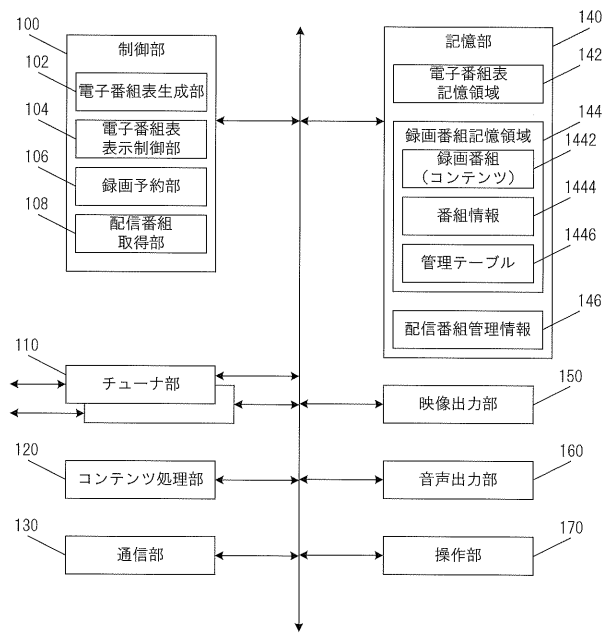 100
制御部
102
電子番組表生成部
104
電子番組表
表示制御部
106
録画予約部
108
配信番組
取得部
110
チューナ部
120
コンテンツ処理部
130
通信部
140
記憶部
142
電子番組表
記憶領域
144
録画番組記憶領域
1442
録画番組
(コンテンツ)
1444
番組情報
1446
管理テーブル
146
配信番組管理情報
150
映像出力部
160
音声出力部
170
操作部